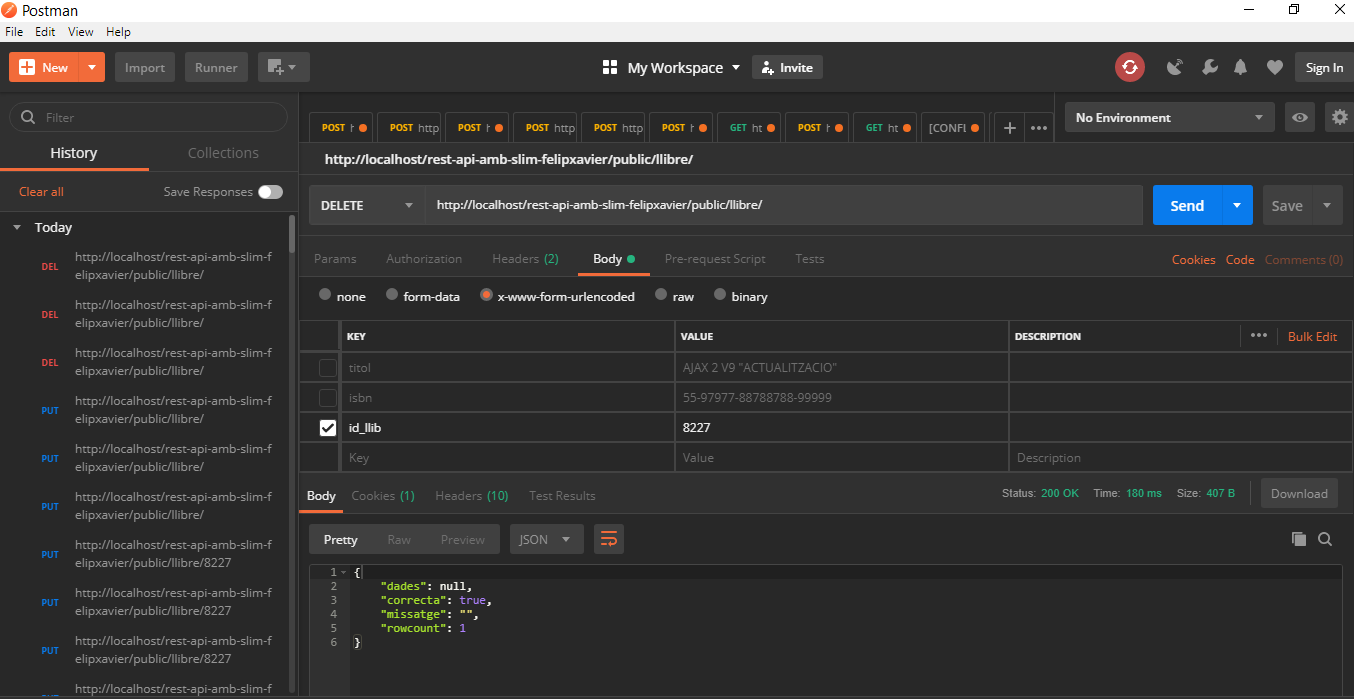 Postman
File Edit View Help
New Import Runner My Workspace Invite Sign In
Filter
History Collections
Clear all Save Responses
Today
DEL http://localhost/rest-api-amb-slim-f
elipxavier/public/llibre/
DEL http://localhost/rest-api-amb-slim-f
elipxavier/public/llibre/
DEL http://localhost/rest-api-amb-slim-f
elipxavier/public/llibre/
PUT http://localhost/rest-api-amb-slim-f
elipxavier/public/llibre/
PUT http://localhost/rest-api-amb-slim-f
elipxavier/public/llibre/
PUT http://localhost/rest-api-amb-slim-f
elipxavier/public/llibre/
PUT http://localhost/rest-api-amb-slim-f
elipxavier/public/llibre/8227
PUT http://localhost/rest-api-amb-slim-f
elipxavier/public/llibre/8227
PUT http://localhost/rest-api-amb-slim-f
elipxavier/public/llibre/8227
http://localhost/rest-api-amb-slim-f
POST POST http POST POST http POST http POST GET ht POST GET ht [CONFL No Environment
http://localhost/rest-api-amb-slim-felipxavier/public/llibre/
DELETE http://localhost/rest-api-amb-slim-felipxavier/public/llibre/ Send Save
Params Authorization Headers (2) Body Pre-request Script Tests Cookies Code Comments (0)
none form-data x-www-form-urlencoded raw binary
KEY VALUE DESCRIPTION ••• Bulk Edit
titol AJAX 2 V9 "ACTUALITZACIO"
isbn 55-97977-88788788-99999
id_llib 8227
Key Value Description
Body Cookies (1) Headers (10) Test Results Status: 200 OK Time: 180 ms Size: 407 B Download
Pretty Raw Preview JSON
1 {
2 "dades": null,
3 "correcta": true,
4 "missatge": "",
5 "rowcount": 1
6 }